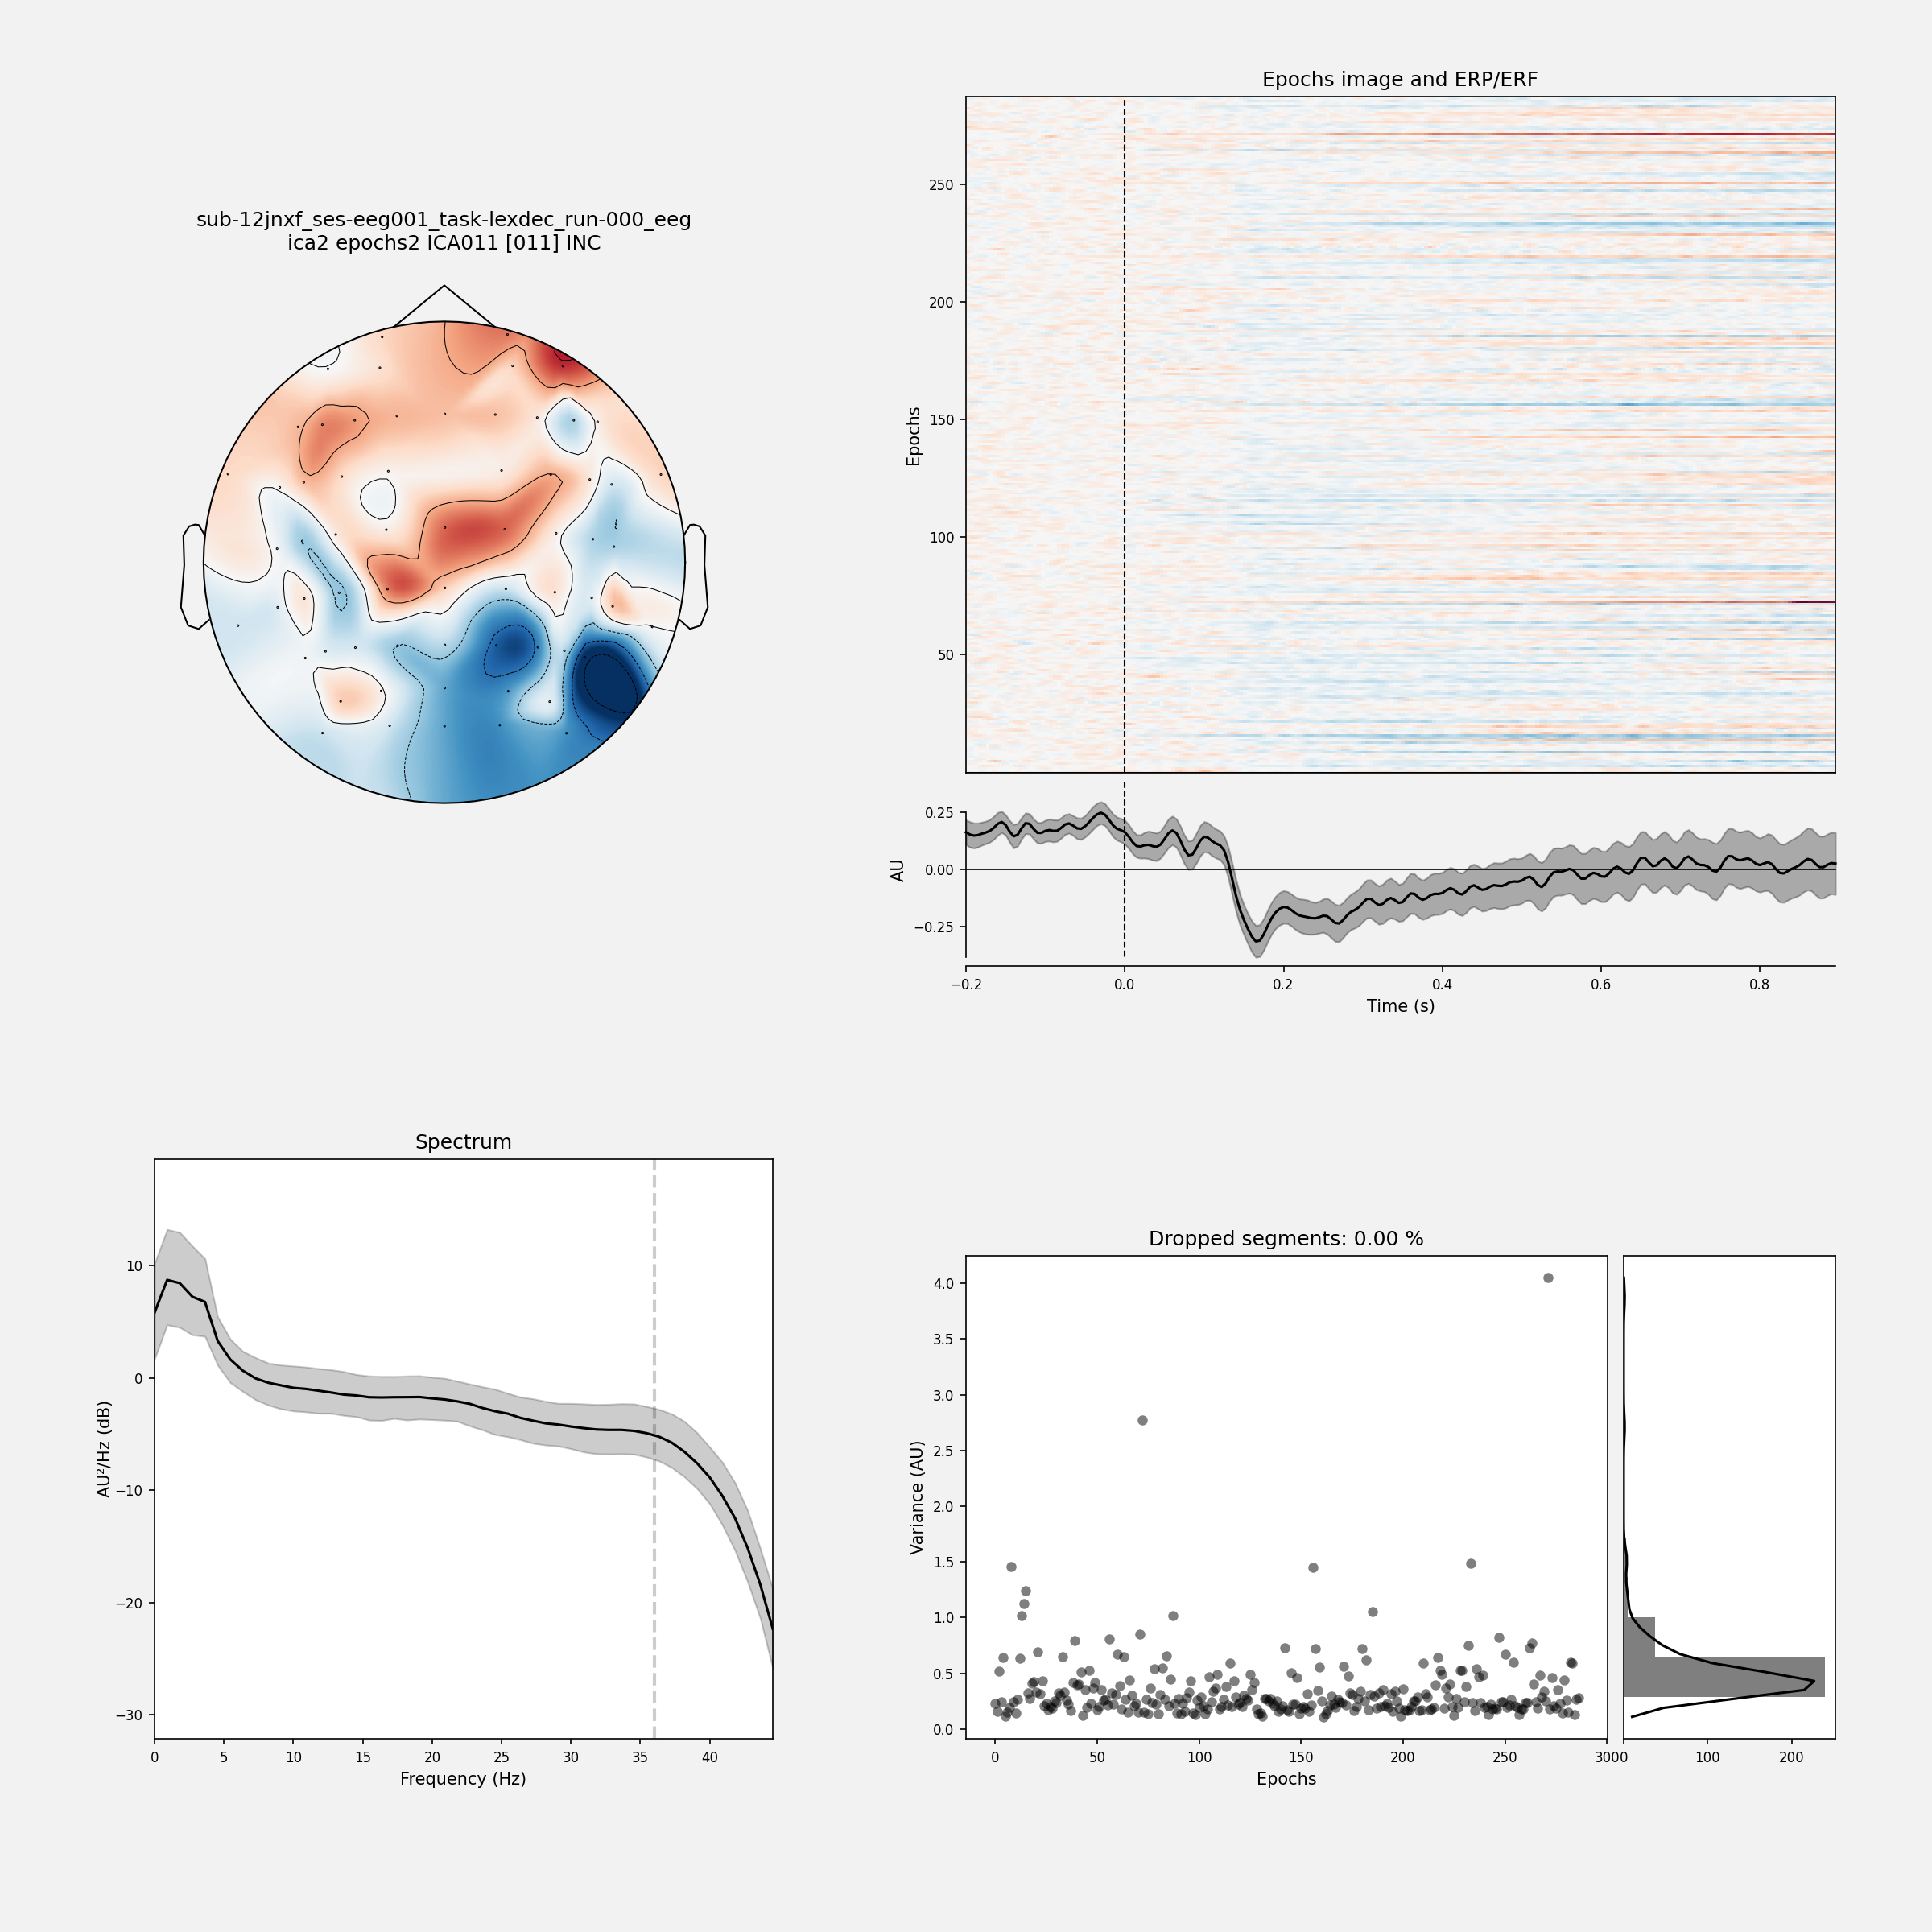 sub-12jnxf_ses-eeg001_task-lexdec_run-000_eeg
ica2 epochs2 ICA011 [011] INC
Epochs image and ERP/ERF
Epochs
250
200
150
100
50
AU
0.25
0.00
−0.25
−0.2 0.0 0.2 0.4 0.6 0.8
Time (s)
Spectrum
AU²/Hz (dB)
10
0
−10
−20
−30
0 5 10 15 20 25 30 35 40
Frequency (Hz)
Dropped segments: 0.00 %
Variance (AU)
4.0
3.5
3.0
2.5
2.0
1.5
1.0
0.5
0.0
0 50 100 150 200 250 300
Epochs
0 100 200